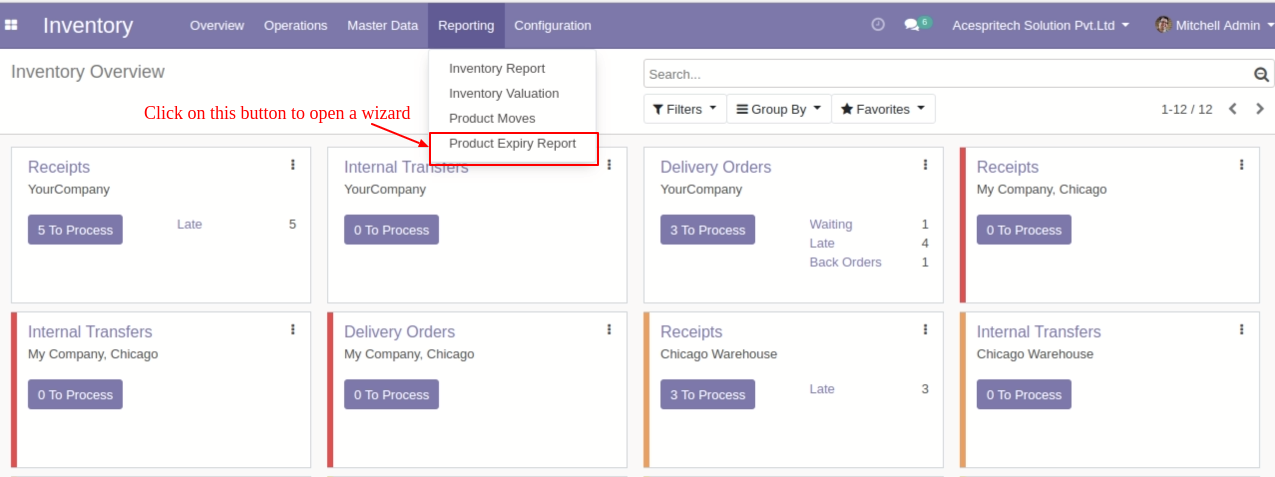 Inventory Overview Operations Master Data Reporting Configuration 6 Acespritech Solution Pvt.Ltd Mitchell Admin
Inventory Overview
Search...
Inventory Report
Inventory Valuation
Product Moves
Product Expiry Report
Click on this button to open a wizard
Filters Group By Favorites 1-12 / 12
Receipts
YourCompany
5 To Process Late 5
Internal Transfers
YourCompany
0 To Process
Delivery Orders
YourCompany
3 To Process Waiting 1
Late 4
Back Orders 1
Receipts
My Company, Chicago
0 To Process
Internal Transfers
My Company, Chicago
0 To Process
Delivery Orders
My Company, Chicago
0 To Process
Receipts
Chicago Warehouse
3 To Process Late 3
Internal Transfers
Chicago Warehouse
0 To Process